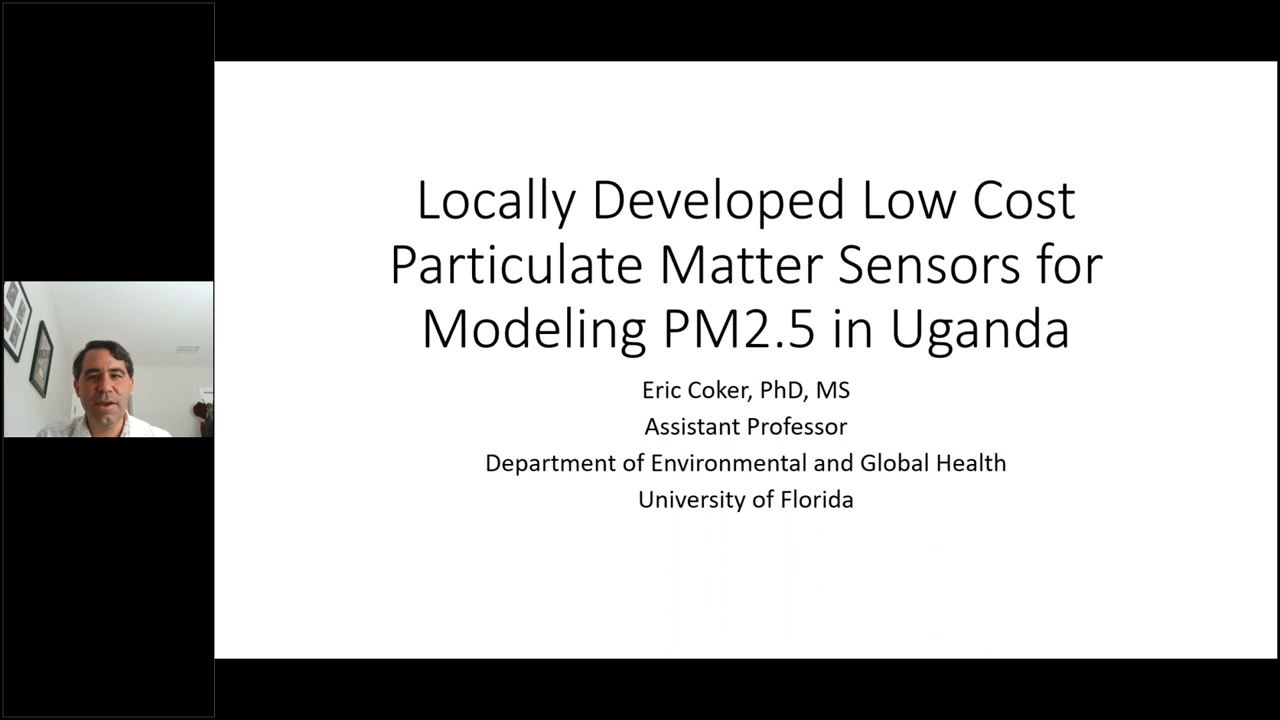 Locally Developed Low Cost
Particulate Matter Sensors for
Modeling PM2.5 in Uganda
Eric Coker, PhD, MS
Assistant Professor
Department of Environmental and Global Health
University of Florida